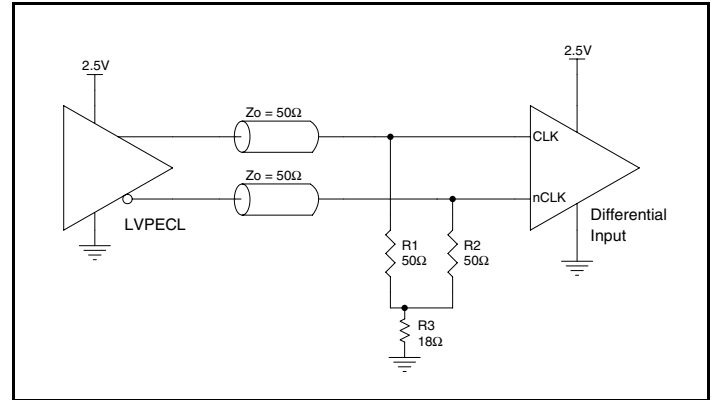 2.5V
2.5V
Zo = 50Ω
CLK
Zo = 50Ω
nCLK
LVPECL
Differential
Input
R1
50Ω
R2
50Ω
R3
18Ω